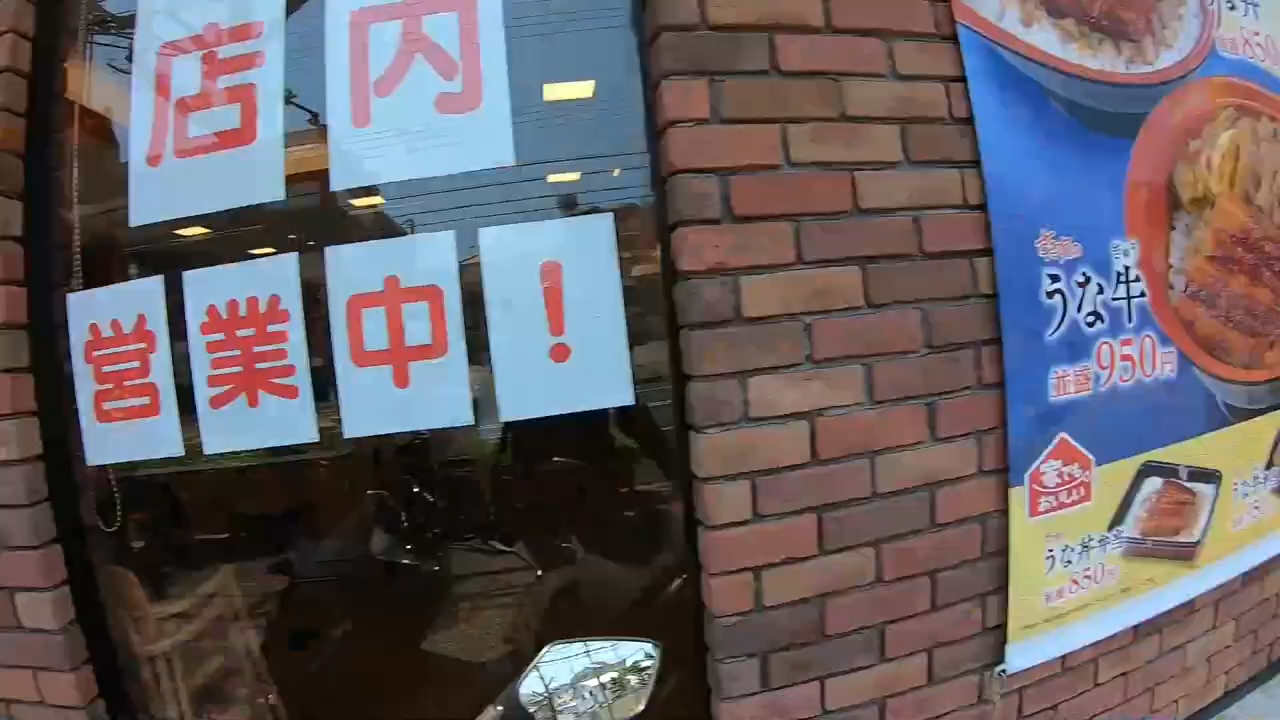 店内
営業中!
うな牛
並盛950円
家でも。
おいしい
うな丼弁当
850円